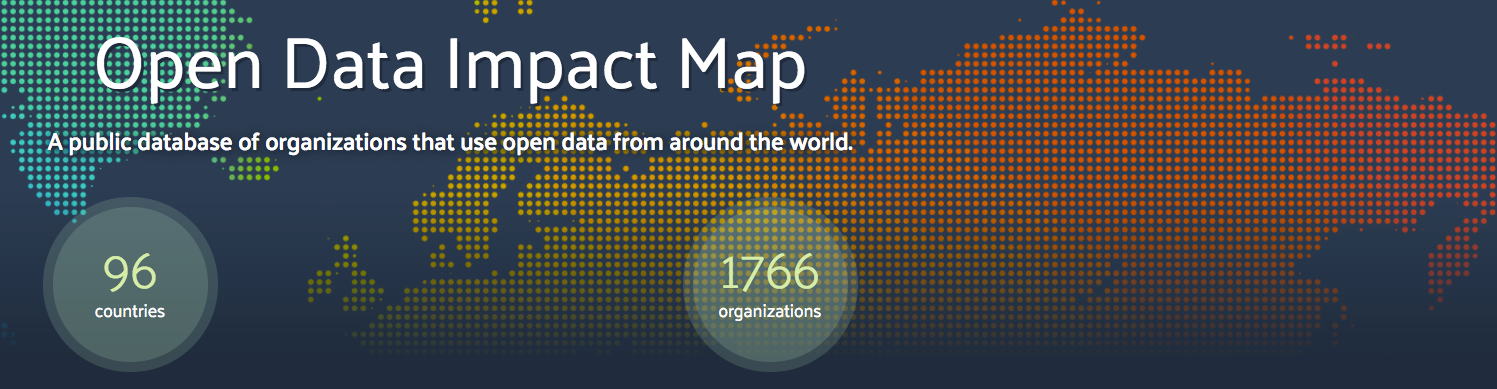 Open Data Impact Map
A public database of organizations that use open data from around the world.
96
countries
1766
organizations